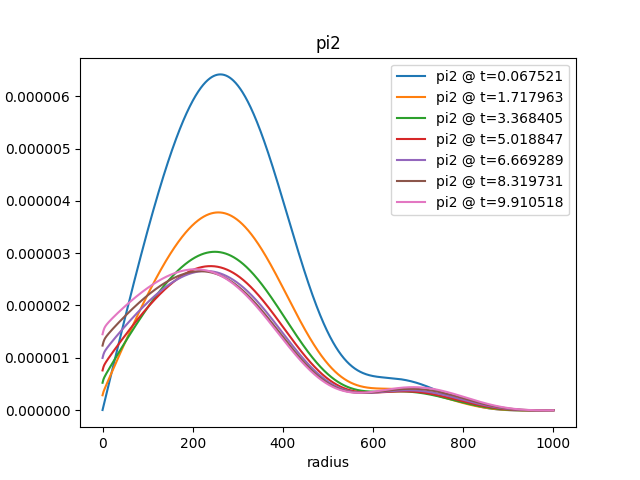 pi2
0.000006
0.000005
0.000004
0.000003
0.000002
0.000001
0.000000
pi2 @ t=0.067521
pi2 @ t=1.717963
pi2 @ t=3.368405
pi2 @ t=5.018847
pi2 @ t=6.669289
pi2 @ t=8.319731
pi2 @ t=9.910518
0 200 400 600 800 1000
radius